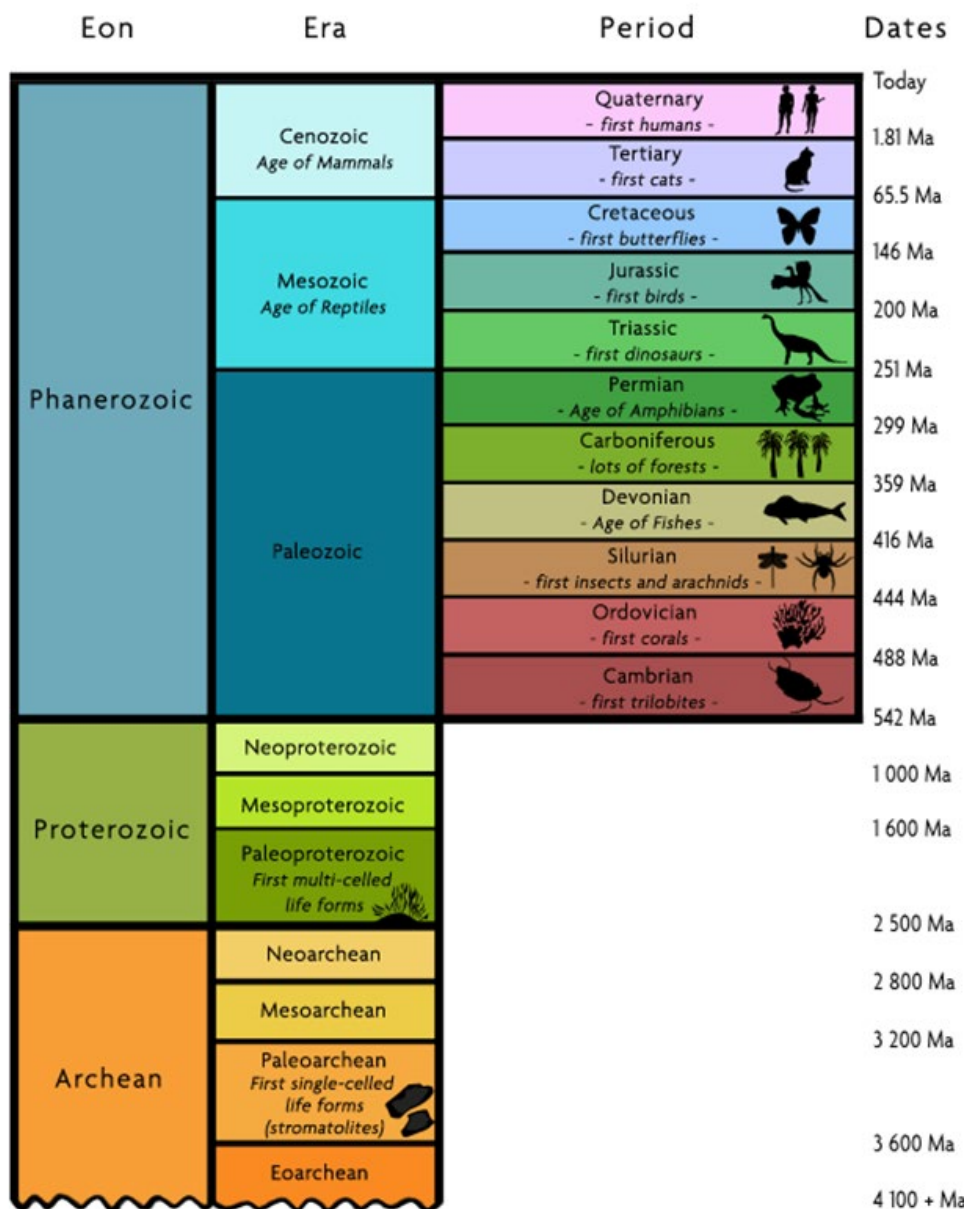 Eon Era Period Dates
Today
Phanerozoic
Cenozoic
Age of Mammals
Quaternary
- first humans -
1.81 Ma
Tertiary
- first cats -
65.5 Ma
Mesozoic
Age of Reptiles
Cretaceous
- first butterflies -
146 Ma
Jurassic
- first birds -
200 Ma
Triassic
- first dinosaurs -
251 Ma
Paleozoic
Permian
- Age of Amphibians -
299 Ma
Carboniferous
- lots of forests -
359 Ma
Devonian
- Age of Fishes -
416 Ma
Silurian
- first insects and arachnids -
444 Ma
Ordovician
- first corals -
488 Ma
Cambrian
- first trilobites -
542 Ma
Proterozoic
Neoproterozoic
1 000 Ma
Mesoproterozoic
1 600 Ma
Paleoproterozoic
First multi-celled
life forms
2 500 Ma
Archean
Neoarchean
2 800 Ma
Mesoarchean
3 200 Ma
Paleoarchean
First single-celled
life forms
(stromatolites)
3 600 Ma
Eoarchean
4 100 + Ma